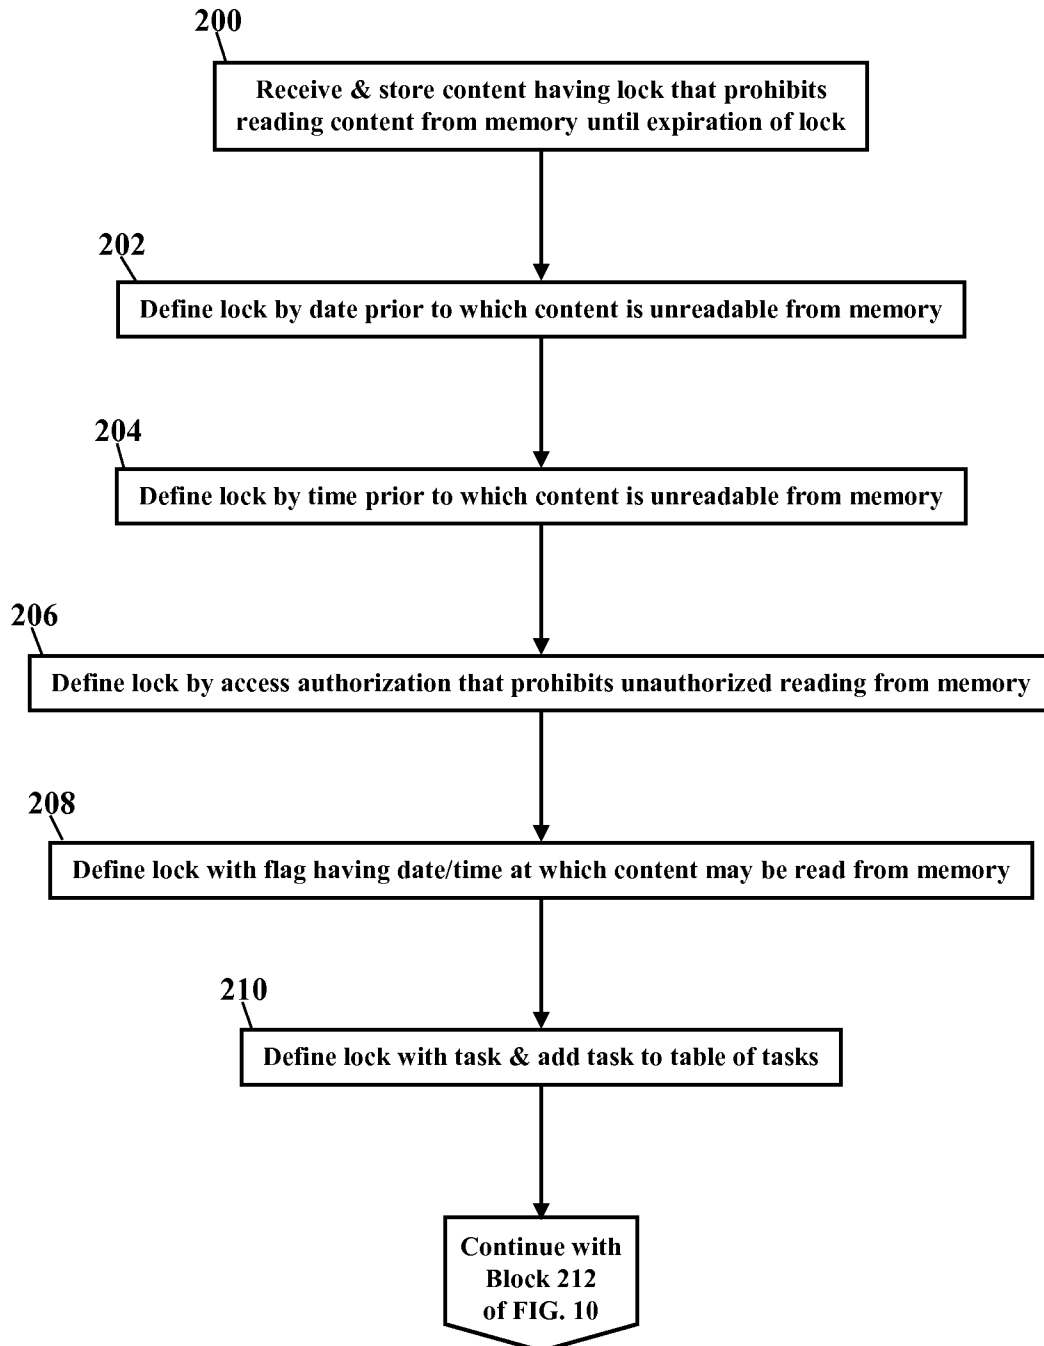 200
Receive & store content having lock that prohibits
reading content from memory until expiration of lock
202
Define lock by date prior to which content is unreadable from memory
204
Define lock by time prior to which content is unreadable from memory
206
Define lock by access authorization that prohibits unauthorized reading from memory
208
Define lock with flag having date/time at which content may be read from memory
210
Define lock with task & add task to table of tasks
Continue with
Block 212
of FIG. 10